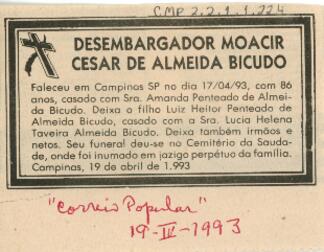 CMP 2.2.1.1.224
DESEMBARGADOR MOACIR
CESAR DE ALMEIDA BICUDO
Faleceu em Campinas SP no dia 17/04/93, com 86
anos, casado com Sra. Amanda Penteado de Almei-
da Bicudo. Deixa o filho Luiz Heitor Penteado de
Almeida Bicudo, casado com a Sra. Lucia Helena
Taveira Almeida Bicudo. Deixa também irmãos e
netos. Seu funeral deu-se no Cemitério da Sauda-
de, onde foi inumado em jazigo perpétuo da família.
Campinas, 19 de abril de 1.993
"Correio Popular"
19-IV-1993